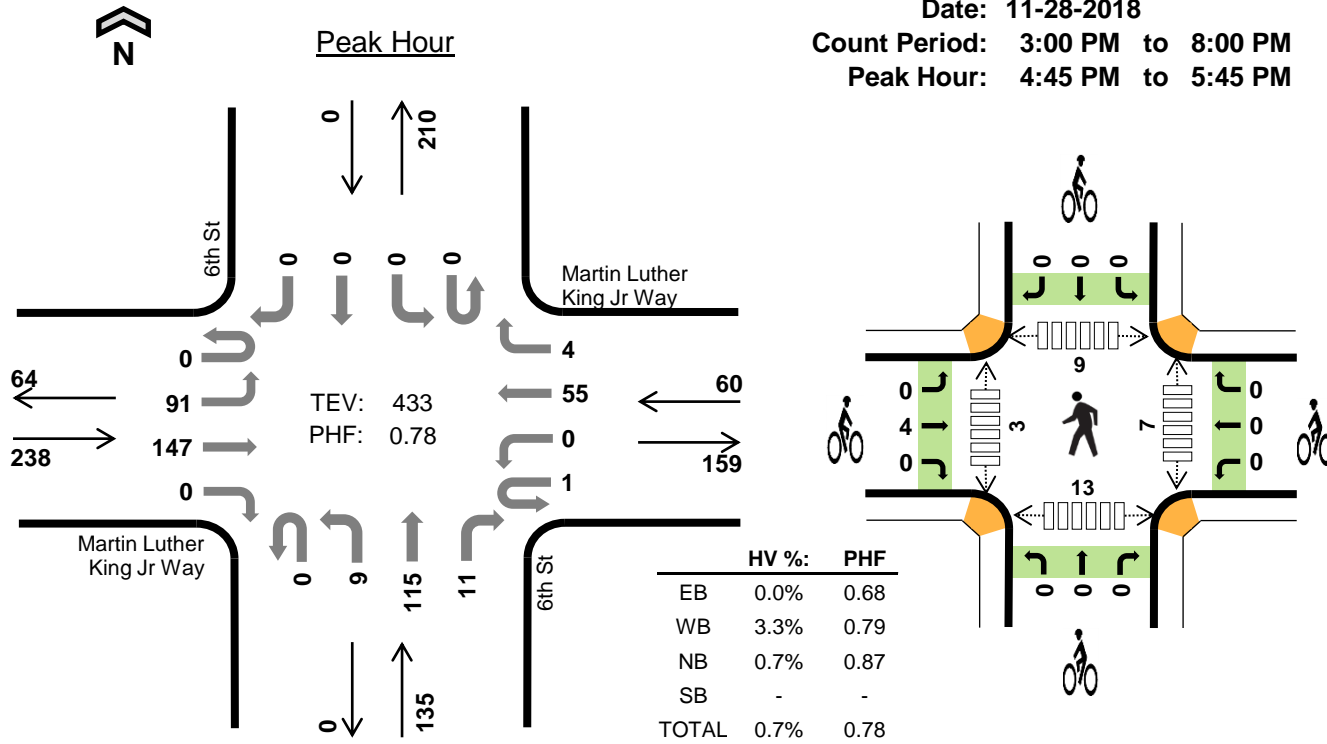 N
Peak Hour
Date: 11-28-2018
Count Period: 3:00 PM to 8:00 PM
Peak Hour: 4:45 PM to 5:45 PM
0
210
6th St
0 0 0 0
Martin Luther
King Jr Way
0
91
147
0
64
238
TEV: 433
PHF: 0.78
4
55
0
1
60
159
Martin Luther
King Jr Way
0 9 115 11
6th St
0
135
0 0 0
9
0
4
0
3
7
0
0
0
13
0 0 0
HV %: PHF
EB 0.0% 0.68
WB 3.3% 0.79
NB 0.7% 0.87
SB - -
TOTAL 0.7% 0.78